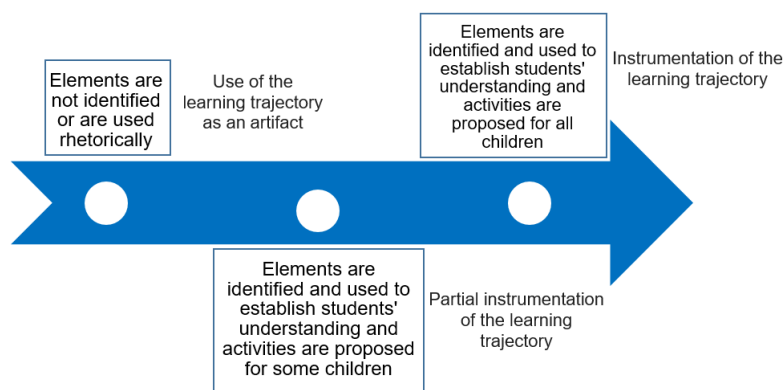 Elements are
not identified
or are used
rhetorically
Use of the
learning trajectory
as an artifact
Elements are
identified and used to
establish students'
understanding and
activities are
proposed for all
children
Instrumentation of the
learning trajectory
Elements are
identified and used to
establish students'
understanding and
activities are proposed
for some children
Partial instrumentation
of the learning
trajectory